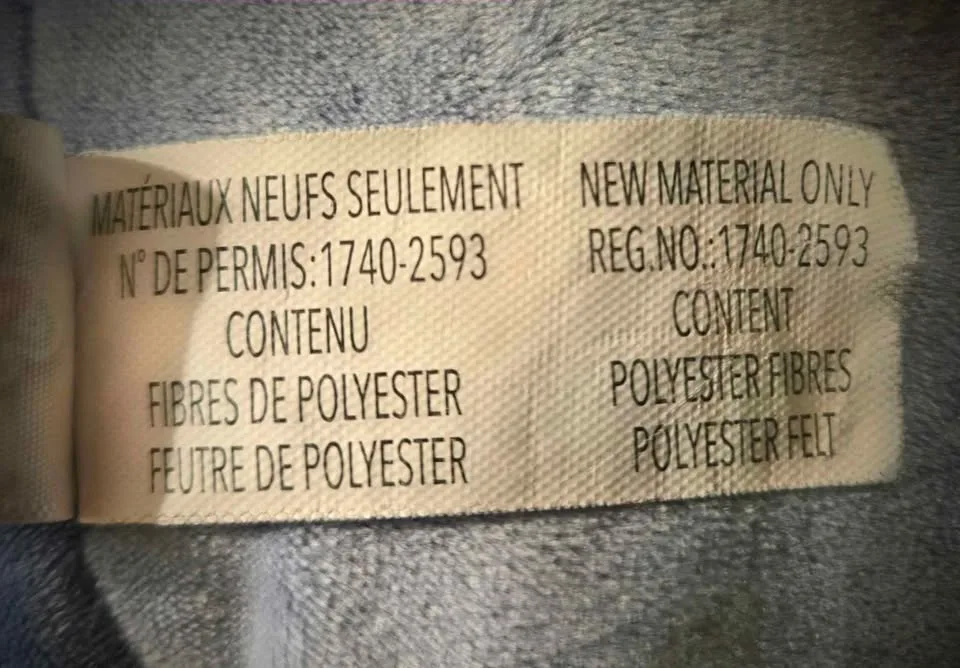 MATÉRIAUX NEUFS SEULEMENT
N° DE PERMIS:1740-2593
CONTENU
FIBRES DE POLYESTER
FEUTRE DE POLYESTER
NEW MATERIAL ONLY
REG.NO.:1740-2593
CONTENT
POLYESTER FIBRES
POLYESTER FELT